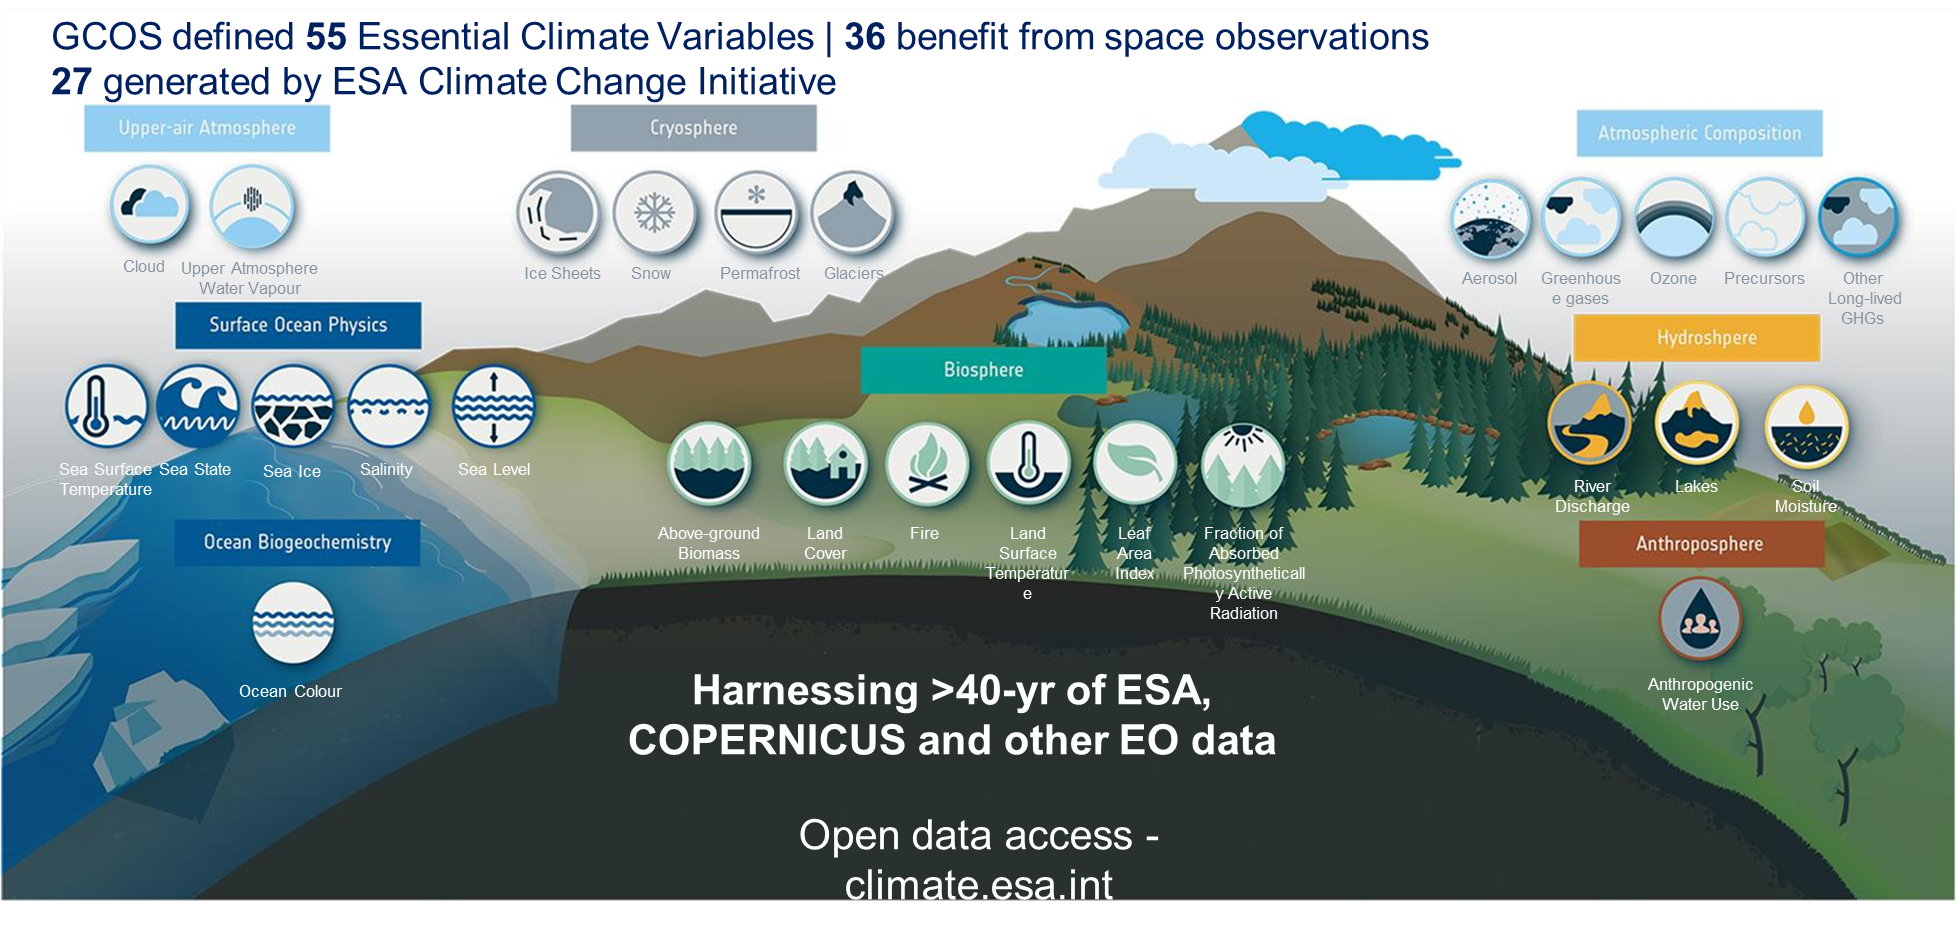 GCOS defined 55 Essential Climate Variables | 36 benefit from space observations
27 generated by ESA Climate Change Initiative
Upper-air Atmosphere
Cloud
Upper Atmosphere
Water Vapour
Cryosphere
Ice Sheets
Snow
Permafrost
Glaciers
Atmospheric Composition
Aerosol
Greenhous
e gases
Ozone
Precursors
Other
Long-lived
GHGs
Surface Ocean Physics
Sea Surface
Temperature
Sea State
Sea Ice
Salinity
Sea Level
Biosphere
Above-ground
Biomass
Land
Cover
Fire
Land
Surface
Temperatur
e
Leaf
Area
Index
Fraction of
Absorbed
Photosyntheticall
y Active
Radiation
Hydroshpere
River
Discharge
Lakes
Soil
Moisture
Ocean Biogeochemistry
Ocean Colour
Anthroposphere
Anthropogenic
Water Use
Harnessing >40-yr of ESA,
COPERNICUS and other EO data
Open data access -
climate.esa.int